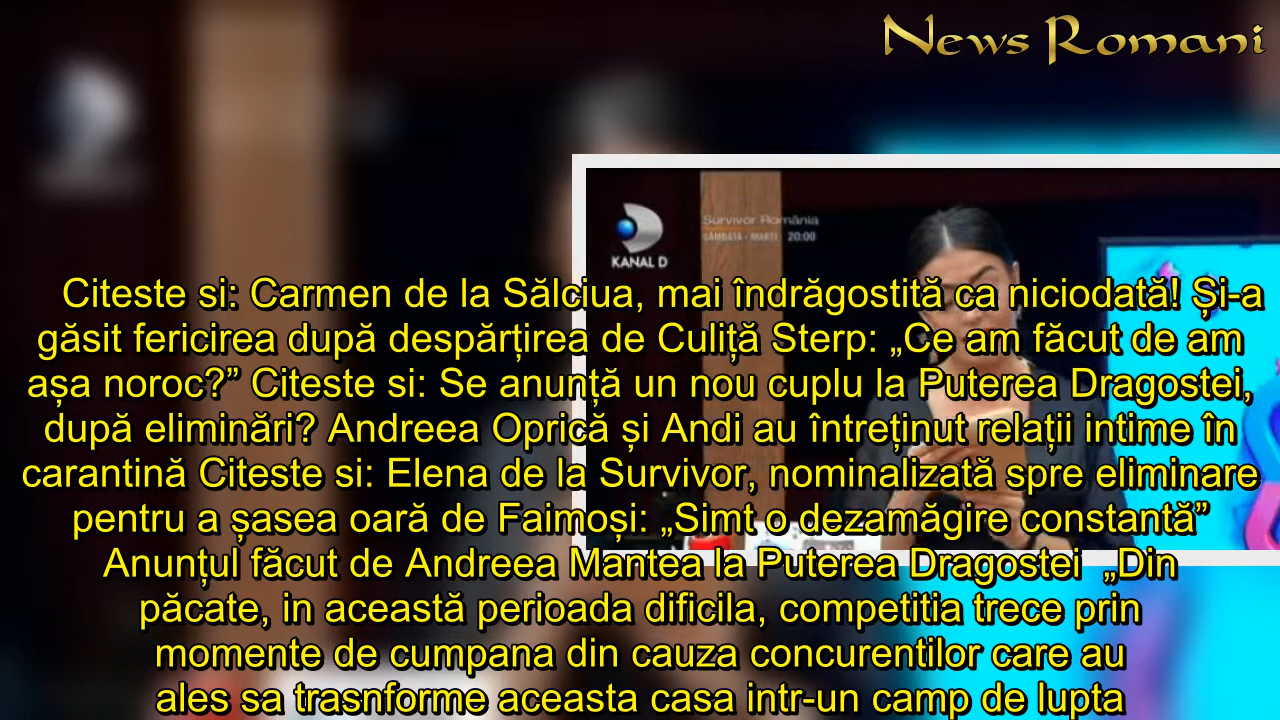 News Romani
Survivor România
SÂMBĂTĂ - MARȚI 20:00
KANAL D
Citeste si: Carmen de la Sălciua, mai îndrăgostită ca niciodată! Și-a
găsit fericirea după despărțirea de Culiță Sterp: „Ce am făcut de am
așa noroc?” Citeste si: Se anunță un nou cuplu la Puterea Dragostei,
după eliminări? Andreea Oprică și Andi au întreținut relații intime în
carantină Citeste si: Elena de la Survivor, nominalizată spre eliminare
pentru a șasea oară de Faimoși: „Simt o dezamăgire constantă”
Anunțul făcut de Andreea Mantea la Puterea Dragostei „Din
păcate, in această perioada dificila, competitia trece prin
momente de cumpana din cauza concurentilor care au
ales sa trasnforme aceasta casa intr-un camp de lupta